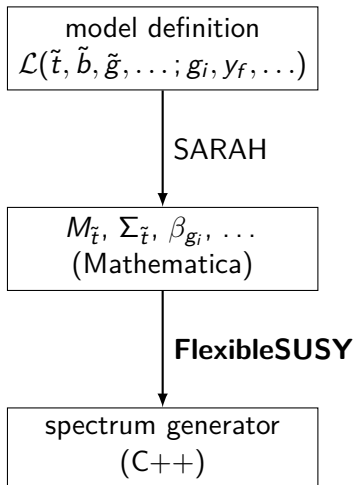 model definition
ℒ(t̃, b̃, g̃, …; gᵢ, y_f, …)
SARAH
M_t̃, Σ_t̃, β_gᵢ, …
(Mathematica)
FlexibleSUSY
spectrum generator
(C++)